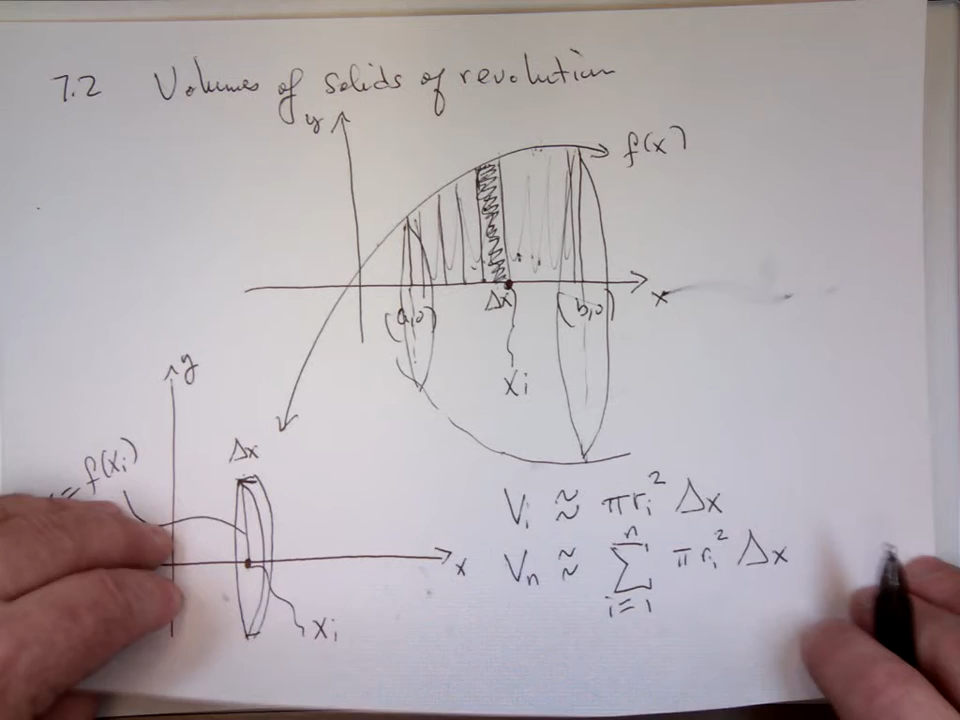 7.2 Volumes of solids of revolution
y
f(x)
x
Δx
(a,0)
(b,0)
xi
y
Δx
= f(xi)
x
xi
Vi ≈ πri² Δx
Vn ≈ n∑i=1 πri² Δx